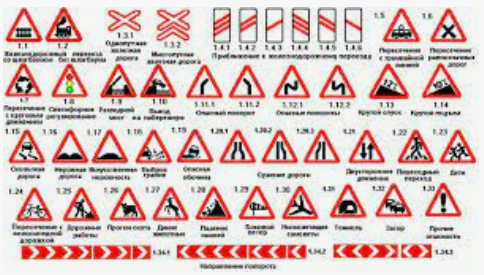 1.1 1.2 1.3.1 1.3.2 1.4.1 1.4.2 1.4.3 1.4.4 1.4.5 1.4.6 1.5 1.6
Железнодорожный переезд
со шлагбаумом без шлагбаума
Однопутная железная дорога
Многопутная железная дорога
Приближение к железнодорожному переезду
Пересечение с трамвайной линией
Пересечение равнозначных дорог
1.7 1.8 1.9 1.10 1.11.1 1.11.2 1.12.1 1.12.2 1.13 1.14
Пересечение с круговым движением
Светофорное регулирование
Разводной мост
Выезд на набережную
Опасный поворот
Опасные повороты
Крутой спуск
Крутой подъем
1.15 1.16 1.17 1.18 1.19 1.20.1 1.20.2 1.20.3 1.21 1.22 1.23
Скользкая дорога
Неровная дорога
Искусственная неровность
Выброс гравия
Опасная обочина
Сужение дороги
Двустороннее движение
Пешеходный переход
Дети
1.24 1.25 1.26 1.27 1.28 1.29 1.30 1.31 1.32 1.33
Пересечение с велосипедной дорожкой
Дорожные работы
Перегон скота
Дикие животные
Падение камней
Боковой ветер
Низколетящие самолеты
Тоннель
Затор
Прочие опасности
1.34.1 1.34.2 1.34.3
Направление поворота